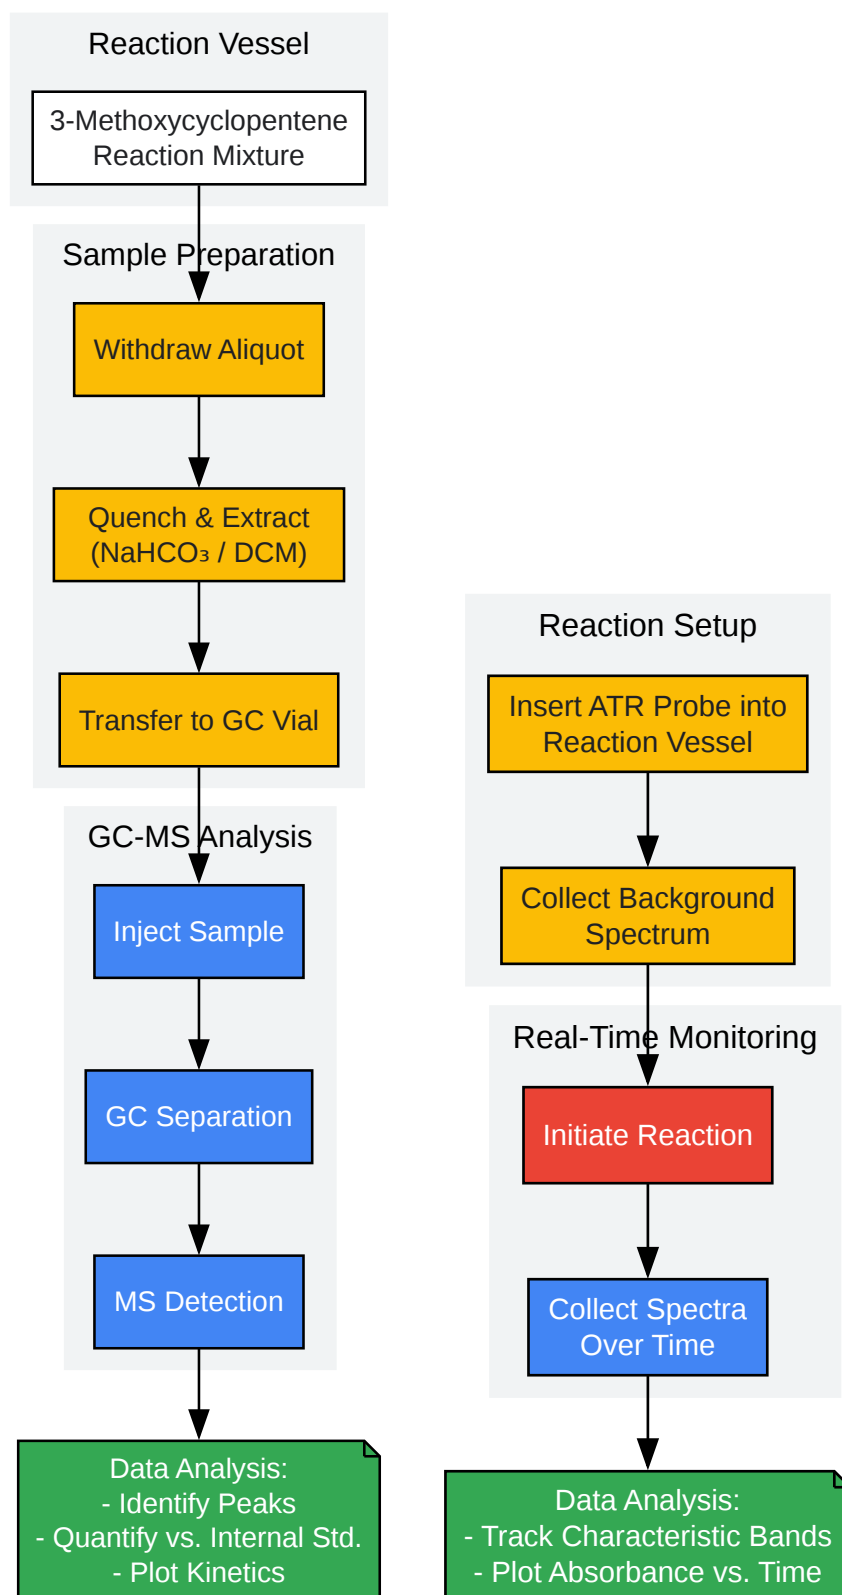 Reaction Vessel
3-Methoxycyclopentene
Reaction Mixture
Sample Preparation
Withdraw Aliquot
Quench & Extract
(NaHCO₃ / DCM)
Transfer to GC Vial
GC-MS Analysis
Inject Sample
GC Separation
MS Detection
Data Analysis:
- Identify Peaks
- Quantify vs. Internal Std.
- Plot Kinetics
Reaction Setup
Insert ATR Probe into
Reaction Vessel
Collect Background
Spectrum
Real-Time Monitoring
Initiate Reaction
Collect Spectra
Over Time
Data Analysis:
- Track Characteristic Bands
- Plot Absorbance vs. Time